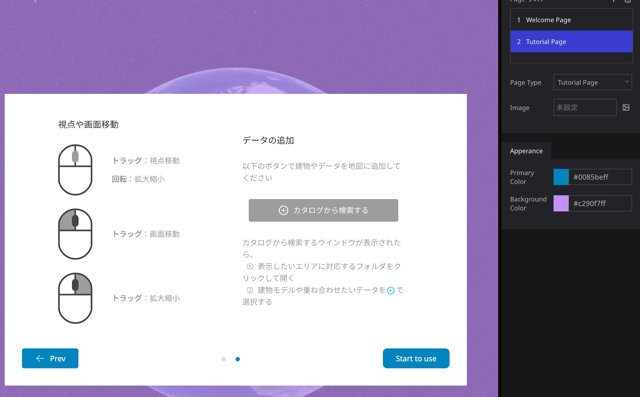 1 Welcome Page
2 Tutorial Page
Page Type
Tutorial Page
Image
未設定
Apperance
Primary
Color
#0085beff
Background
Color
#c290f7ff
視点や画面移動
トラッグ：視点移動
回転：拡大縮小
トラッグ：画面移動
トラッグ：拡大縮小
データの追加
以下のボタンで建物やデータを地図に追加して
ください
カタログから検索する
カタログから検索するウインドウが表示された
ら、
① 表示したいエリアに対応するフォルダをク
リックして開く
② 建物モデルや重ね合わせたいデータを⊕で
選択する
Prev
Start to use